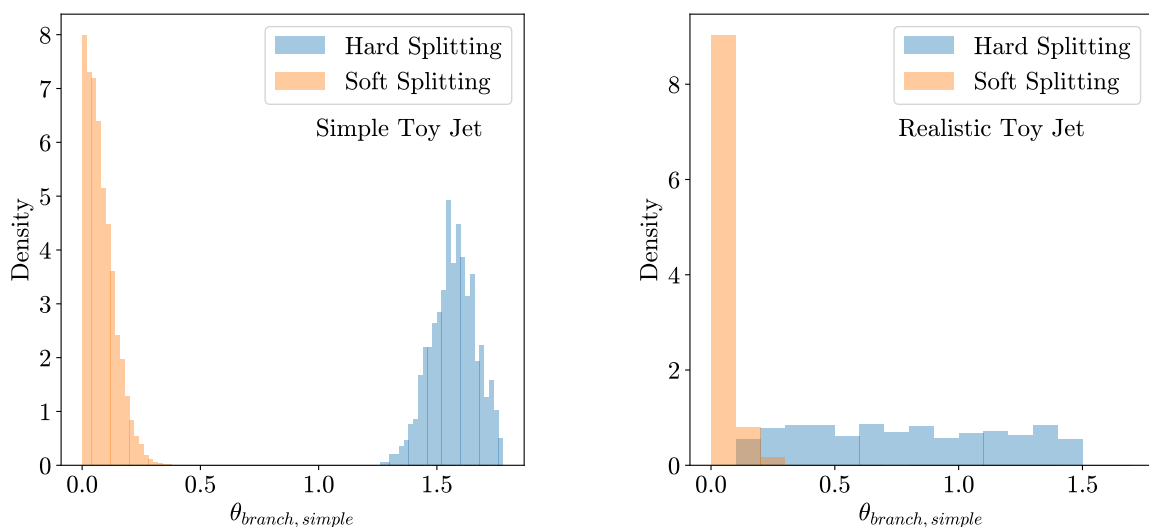 8
7
6
5
4
3
2
1
0
Density
Hard Splitting
Soft Splitting
Simple Toy Jet
0.0 0.5 1.0 1.5
θbranch, simple
8
6
4
2
0
Density
Hard Splitting
Soft Splitting
Realistic Toy Jet
0.0 0.5 1.0 1.5
θbranch, simple